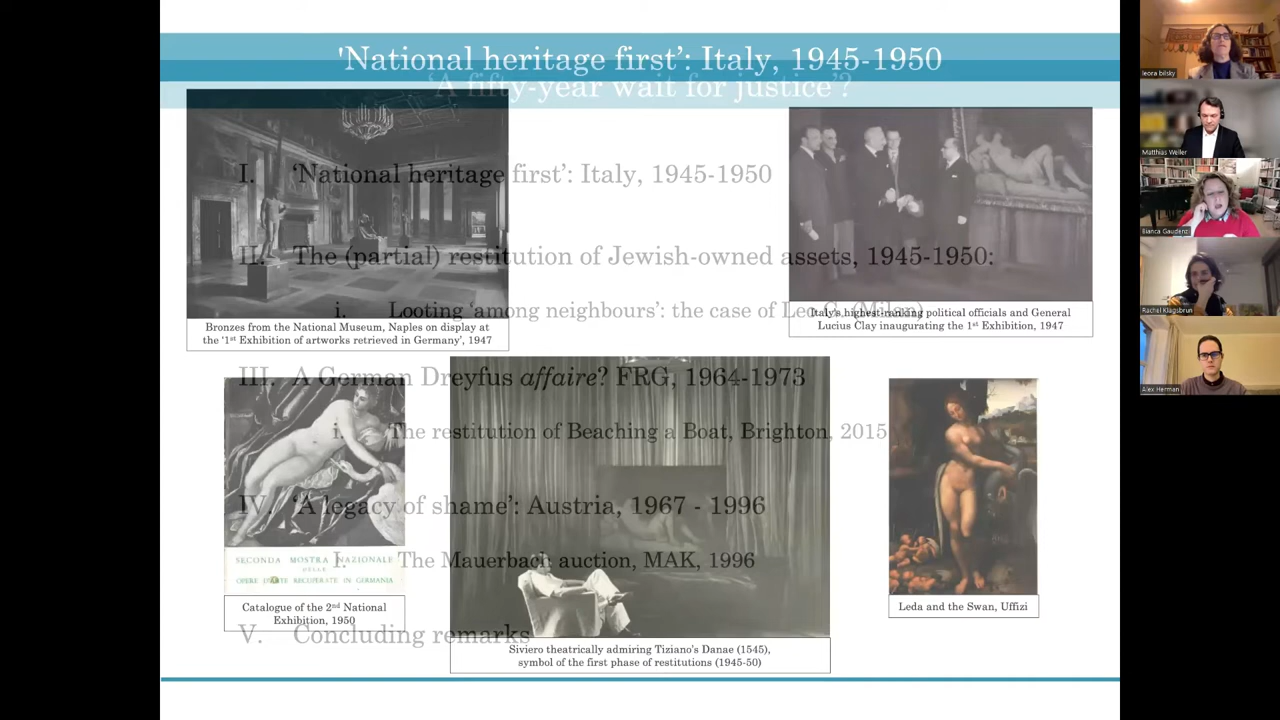 'National heritage first': Italy, 1945-1950
'A fifty-year wait for justice'?
I. 'National heritage first': Italy, 1945-1950
II. The (partial) restitution of Jewish-owned assets, 1945-1950:
i. Looting 'among neighbours': the case of Leo C. (Milan)
Bronzes from the National Museum, Naples on display at
the '1st Exhibition of artworks retrieved in Germany', 1947
Italy's highest-ranking political officials and General
Lucius Clay inaugurating the 1st Exhibition, 1947
III. A German Dreyfus affaire? FRG, 1964-1973
i. The restitution of Beaching a Boat, Brighton, 2015
IV. 'A legacy of shame': Austria, 1967 - 1996
I. The Mauerbach auction, MAK, 1996
SECONDA MOSTRA NAZIONALE
DELLE
OPERE D'ARTE RECUPERATE IN GERMANIA
Catalogue of the 2nd National
Exhibition, 1950
Leda and the Swan, Uffizi
V. Concluding remarks
Siviero theatrically admiring Tiziano's Danae (1545),
symbol of the first phase of restitutions (1945-50)
leora bilsky
Matthias Weller
Bianca Gaudenzi
Rachel Klagsbrun
Alex Herman